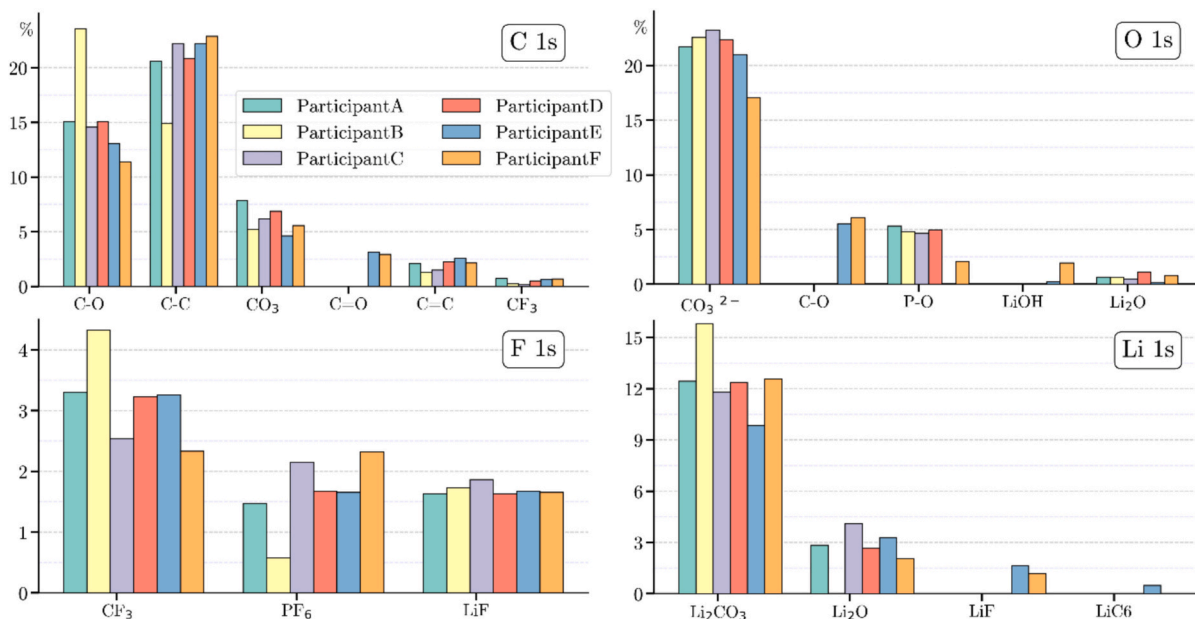 %
C 1s
20
15
10
5
0
ParticipantA
ParticipantB
ParticipantC
ParticipantD
ParticipantE
ParticipantF
C-O C-C CO₃ C=O C=C CF₃
%
O 1s
20
15
10
5
0
CO₃²⁻ C-O P-O LiOH Li₂O
F 1s
4
3
2
1
0
CF₃ PF₆ LiF
Li 1s
15
12
9
6
3
0
Li₂CO₃ Li₂O LiF LiC6